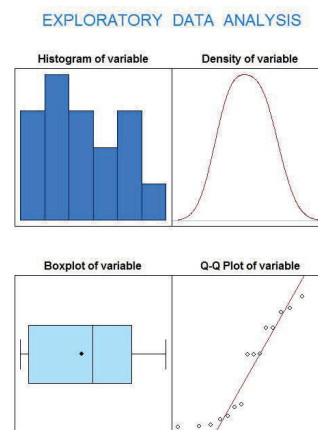 EXPLORATORY DATA ANALYSIS
Histogram of variable
Density of variable
Boxplot of variable
Q-Q Plot of variable